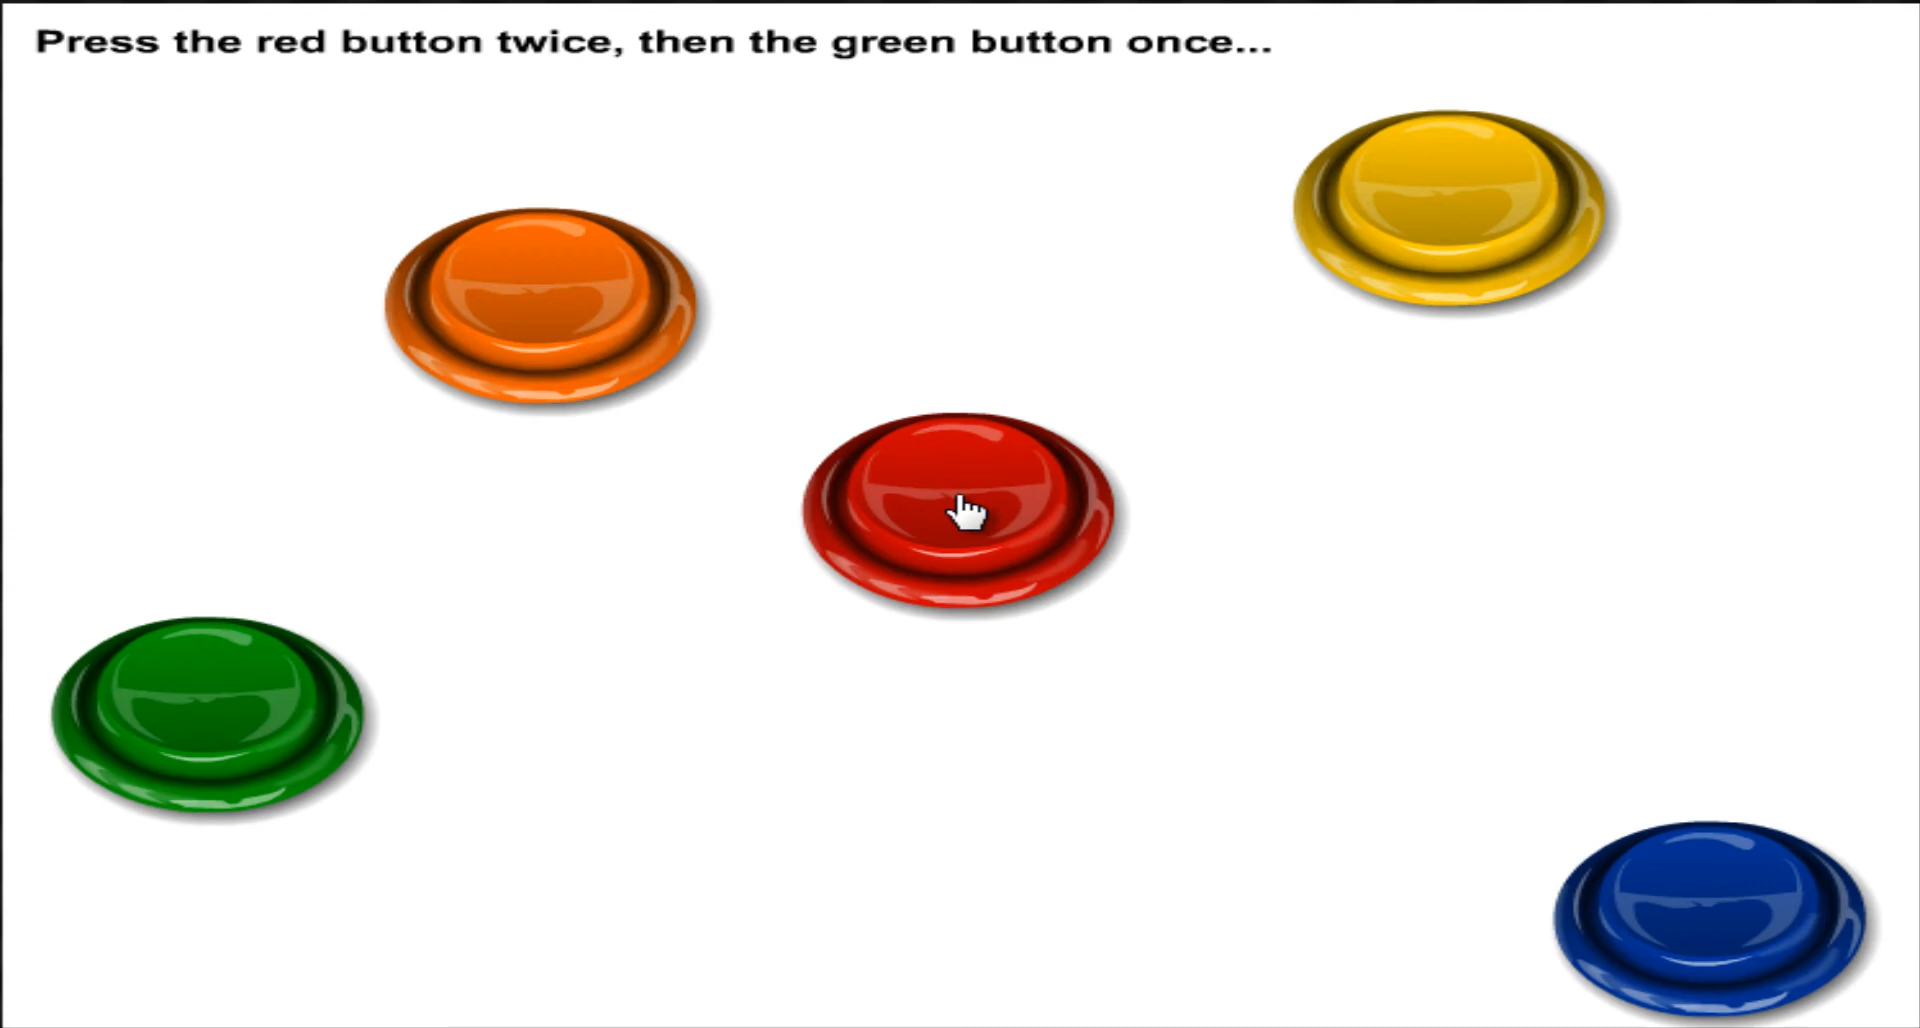 Press the red button twice, then the green button once...